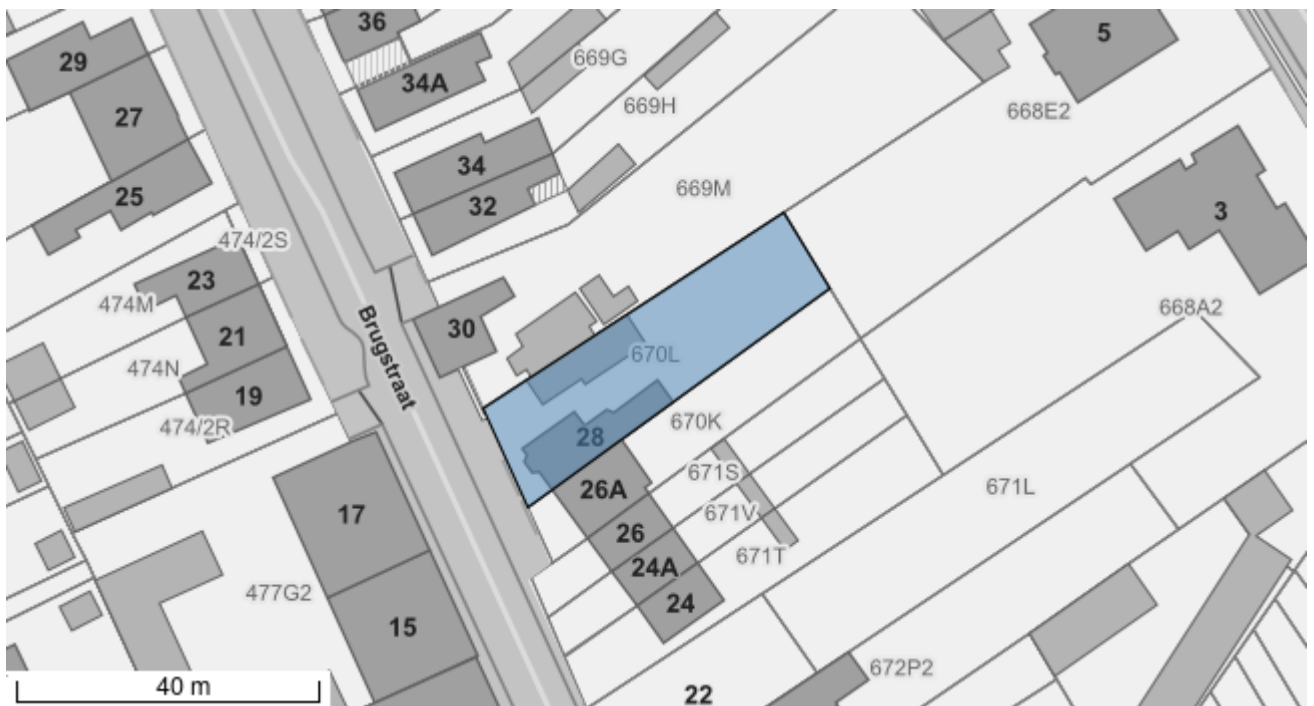 36
5
29
669G
34A
27
669H
668E2
34
669M
25
32
3
474/2S
23
474M
668A2
30
21
Brugstraat
670L
474N
19
670K
474/2R
28
671S
26A
671L
17
671V
26
671T
24A
477G2
24
15
672P2
40 m
22